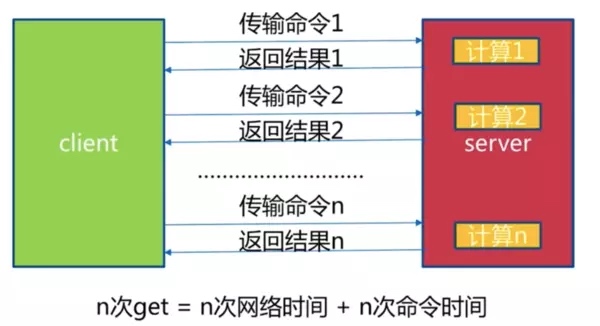 传输命令1
返回结果1
计算1
传输命令2
返回结果2
计算2
client
server
............................
传输命令n
返回结果n
计算n
n次get = n次网络时间 + n次命令时间